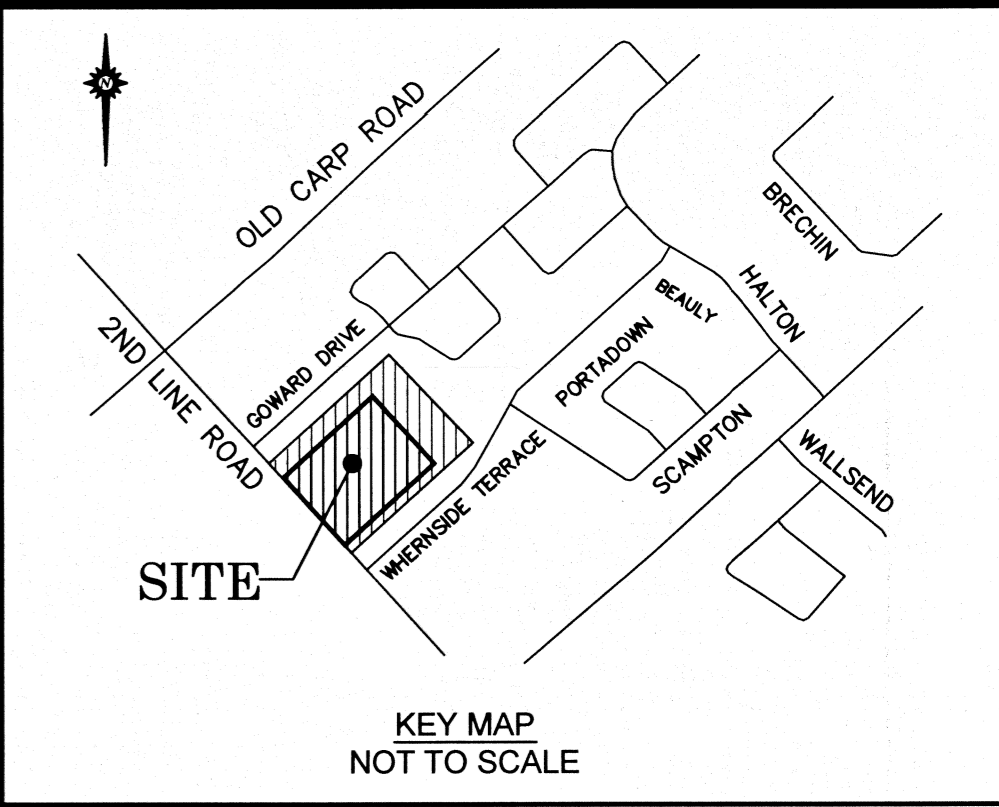 N
OLD CARP ROAD
BRECHIN
HALTON
BEAULY
2ND LINE ROAD
GOWARD DRIVE
PORTADOWN
SCAMPTON
WALLSEND
WHERNSIDE TERRACE
SITE
KEY MAP
NOT TO SCALE